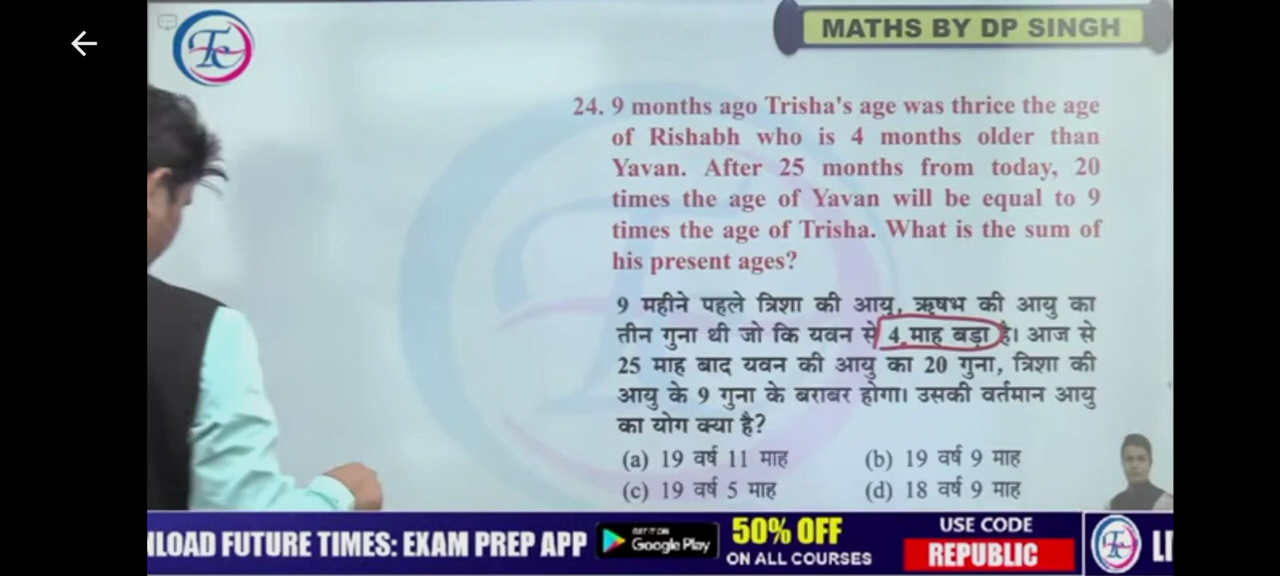 MATHS BY DP SINGH
24. 9 months ago Trisha's age was thrice the age
of Rishabh who is 4 months older than
Yavan. After 25 months from today, 20
times the age of Yavan will be equal to 9
times the age of Trisha. What is the sum of
his present ages?
9 महीने पहले त्रिशा की आयु, ऋषभ की आयु का
तीन गुना थी जो कि यवन से 4 माह बड़ा है। आज से
25 माह बाद यवन की आयु का 20 गुना, त्रिशा की
आयु के 9 गुना के बराबर होगा। उसकी वर्तमान आयु
का योग क्या है?
(a) 19 वर्ष 11 माह (b) 19 वर्ष 9 माह
(c) 19 वर्ष 5 माह (d) 18 वर्ष 9 माह
NLOAD FUTURE TIMES: EXAM PREP APP
GET IT ON
Google Play
50% OFF
ON ALL COURSES
USE CODE
REPUBLIC
LI